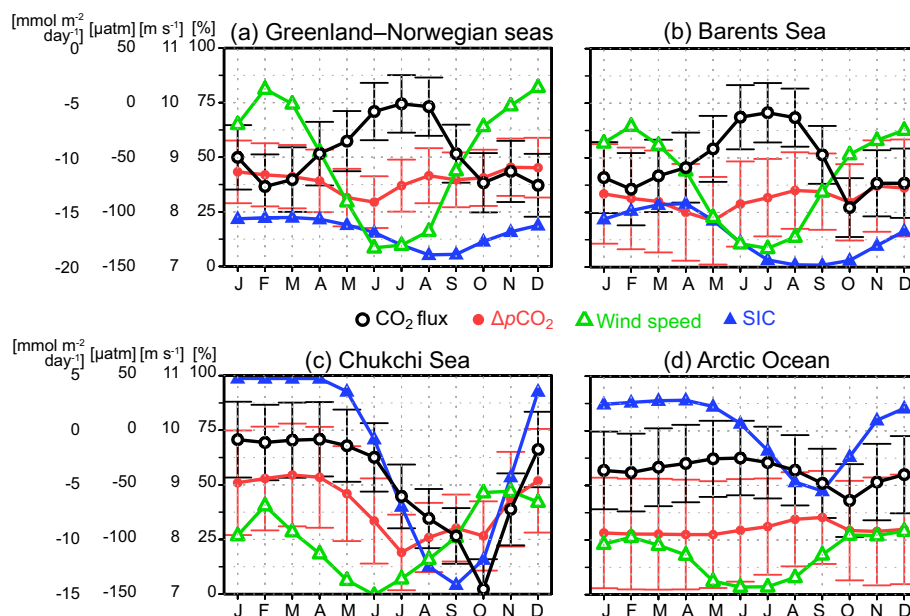 [mmol m-2 day-1] [µatm] [m s-1] [%]
(a) Greenland–Norwegian seas
(b) Barents Sea
0 50 11 100
-5 0 10 75
-10 -50 9 50
-15 -100 8 25
-20 -150 7 0
J F M A M J J A S O N D
J F M A M J J A S O N D
CO2 flux ΔpCO2 Wind speed SIC
[mmol m-2 day-1] [µatm] [m s-1] [%]
(c) Chukchi Sea
(d) Arctic Ocean
5 50 11 100
0 0 10 75
-5 -50 9 50
-10 -100 8 25
-15 -150 7 0
J F M A M J J A S O N D
J F M A M J J A S O N D